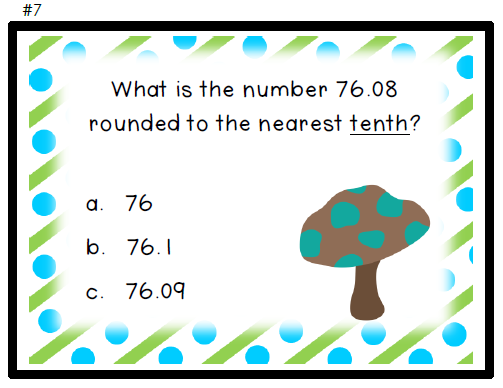 #7
What is the number 76.08
rounded to the nearest tenth?
a. 76
b. 76.1
c. 76.09